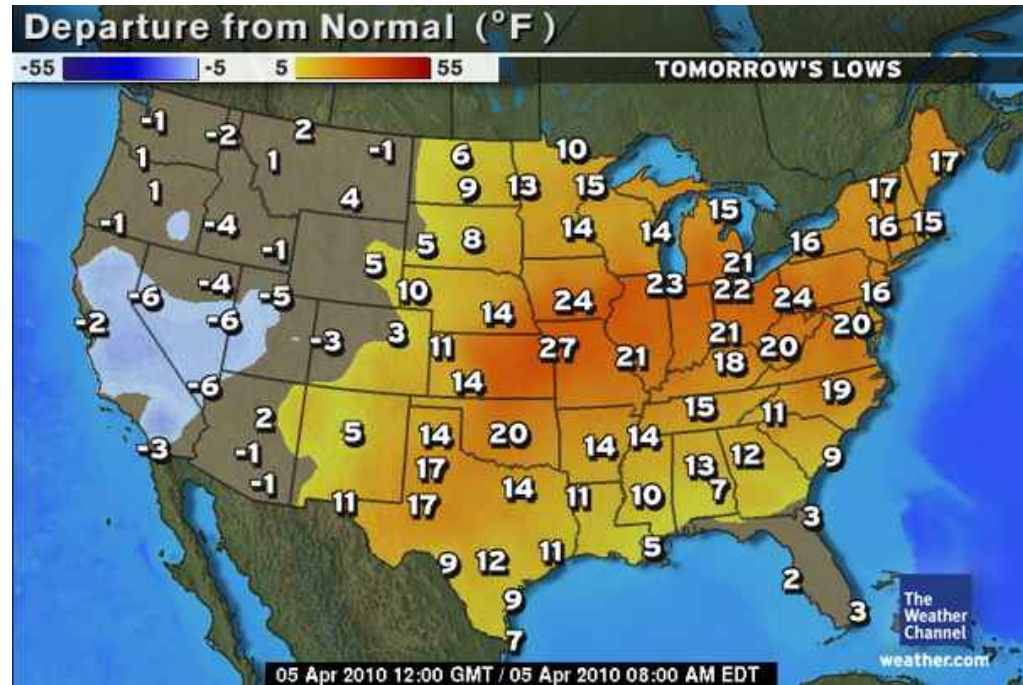 Departure from Normal (°F)
-55 -5 5 55 TOMORROW'S LOWS
-1 -2 2 -1 6 10
1 1 9 13 15 17
1 4 17
-1 -4 5 8 14 14 15 16 15
-1 5 16
-6 -4 -5 10 24 23 21 22 24 16
-2 -6 14
-3 3 11 27 21 21 20 20
-6 14 18
2 15 11 19
-3 -1 5 14 20 14 14 13 12 9
-1 17
11 17 14 11 10 7
3
9 12 11 5
2
9 3
7
The
Weather
Channel
weather.com
05 Apr 2010 12:00 GMT / 05 Apr 2010 08:00 AM EDT